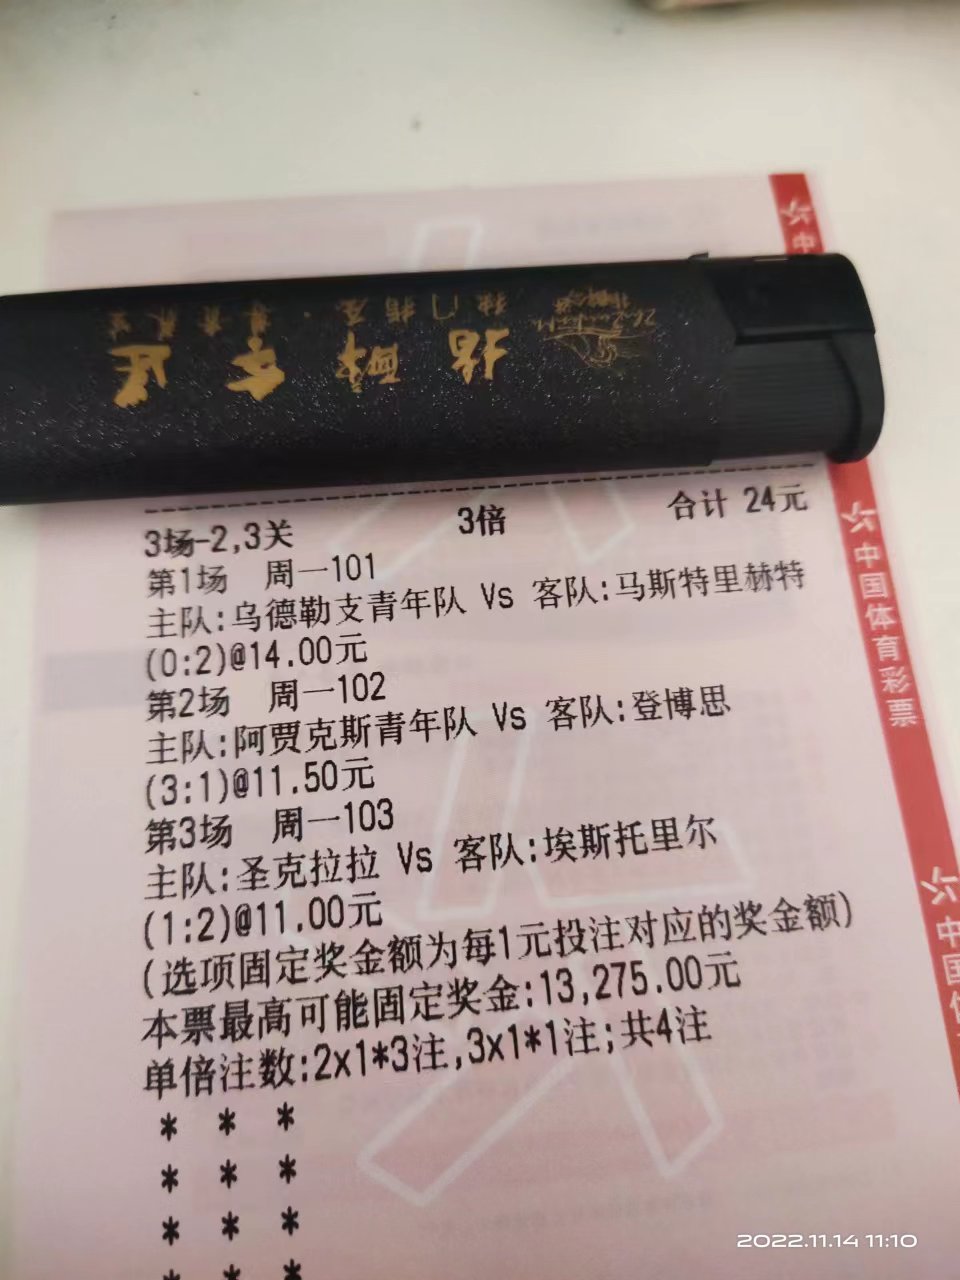 中
指醉金迷
3场-2,3关 3倍 合计 24元
第1场 周一101
主队:乌德勒支青年队 Vs 客队:马斯特里赫特
(0:2)@14.00元
第2场 周一102
主队:阿贾克斯青年队 Vs 客队:登博思
(3:1)@11.50元
第3场 周一103
主队:圣克拉拉 Vs 客队:埃斯托里尔
(1:2)@11.00元
(选项固定奖金额为每1元投注对应的奖金额)
本票最高可能固定奖金:13,275.00元
单倍注数:2x1*3注,3x1*1注;共4注
* * *
* * *
* * *
* * *
中国体育彩票
中国体
2022.11.14 11:10